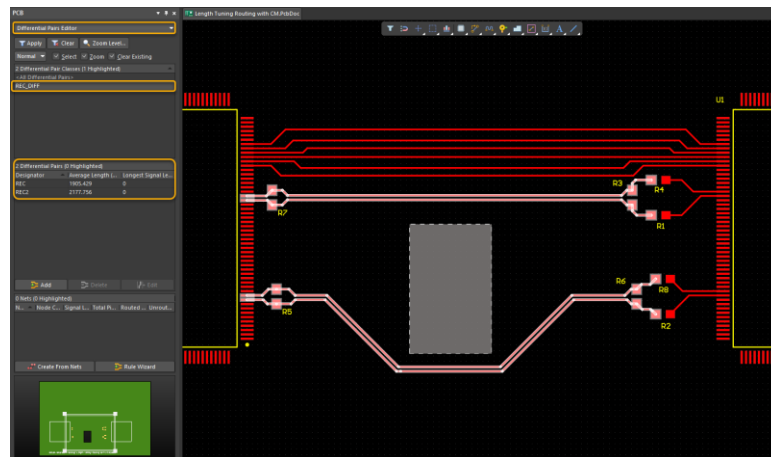 PCB
Length Tuning Routing with CM.PcbDoc
Differential Pairs Editor
Apply Clear Zoom Level...
Normal Select Zoom Clear Existing
2 Differential Pair Classes (1 Highlighted)
<All Differential Pairs>
REC_DIFF
2 Differential Pairs (0 Highlighted)
Designator Average Length (... Longest Signal Le...
REC 1905.429 0
REC2 2177.756 0
Add Delete Edit
0 Nets (0 Highlighted)
N... Node C... Signal L... Total Pi... Routed ... Unrout...
Create From Nets Rule Wizard
U1
R3
R4
R7
R1
R6
R8
R5
R2